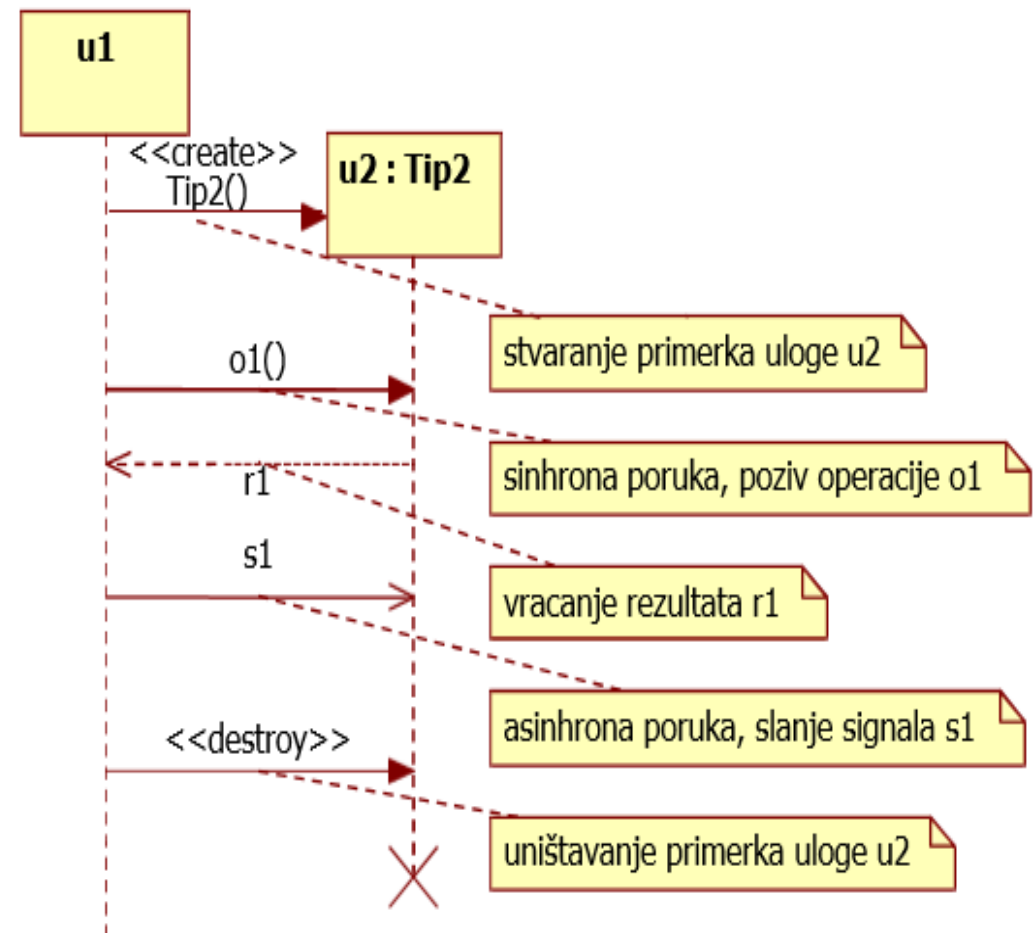 u1
<<create>>
Tip2()
u2 : Tip2
stvaranje primerka uloge u2
o1()
sinhrona poruka, poziv operacije o1
r1
vracanje rezultata r1
s1
asinhrona poruka, slanje signala s1
<<destroy>>
uništavanje primerka uloge u2